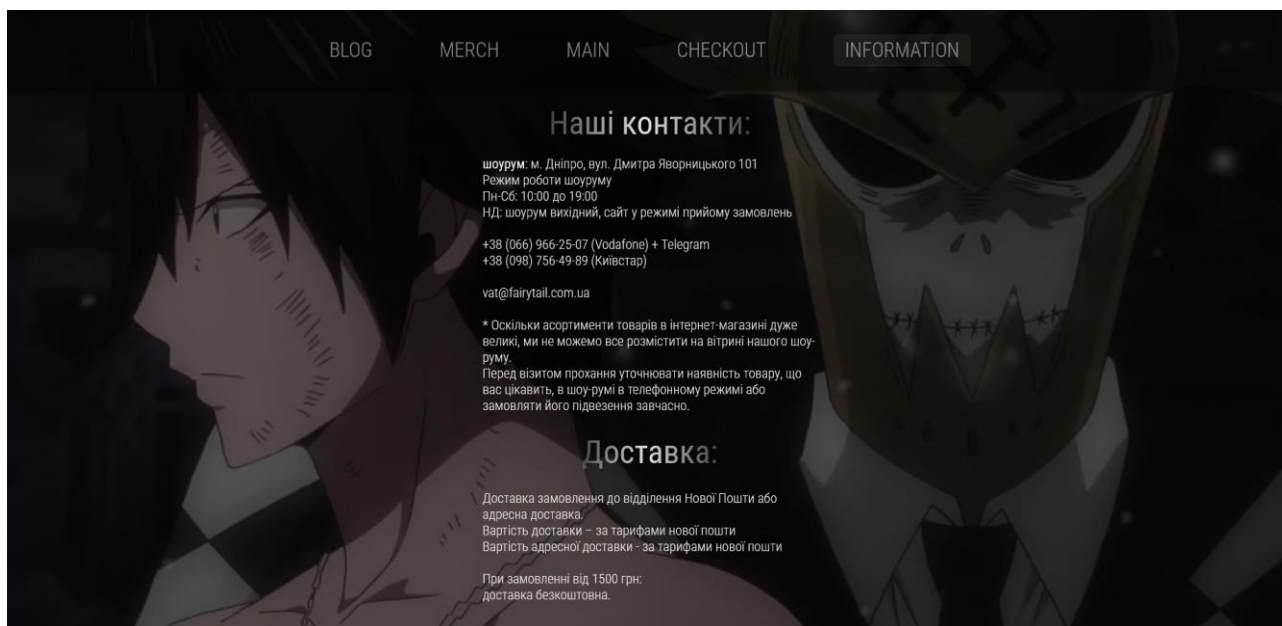 BLOG MERCH MAIN CHECKOUT INFORMATION
Наші контакти:
шоурум: м. Дніпро, вул. Дмитра Яворницького 101
Режим роботи шоуруму
Пн-Сб: 10:00 до 19:00
НД: шоурум вихідний, сайт у режимі прийому замовлень
+38 (066) 966-25-07 (Vodafone) + Telegram
+38 (098) 756-49-89 (Київстар)
vat@fairytail.com.ua
* Оскільки асортименти товарів в інтернет-магазині дуже
великі, ми не можемо все розмістити на вітрині нашого шоу-
руму.
Перед візитом прохання уточнювати наявність товару, що
вас цікавить, в шоу-румі в телефонному режимі або
замовляти його підвезення завчасно.
Доставка:
Доставка замовлення до відділення Нової Пошти або
адресна доставка.
Вартість доставки – за тарифами нової пошти
Вартість адресної доставки - за тарифами нової пошти
При замовленні від 1500 грн:
доставка безкоштовна.